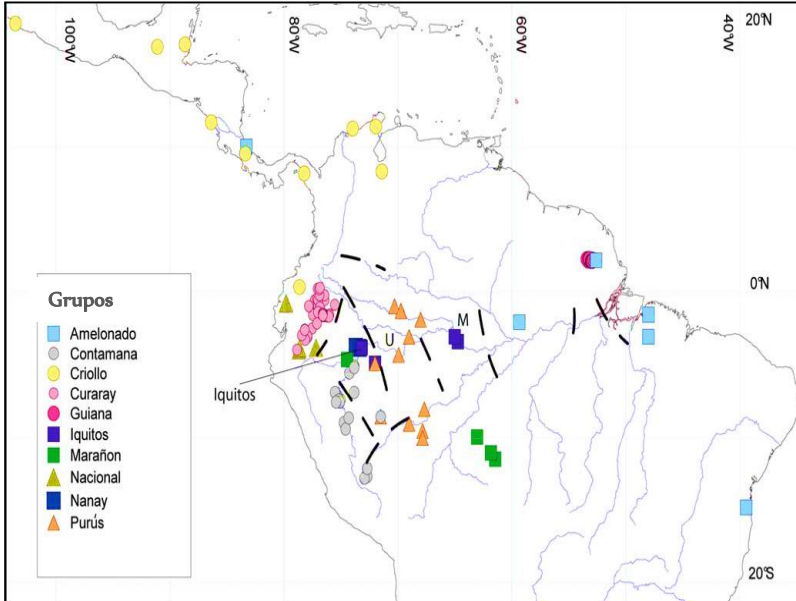 100°W
80°W
60°W
40°W
20°N
0°N
M
U
Iquitos
Grupos
Amelonado
Contamana
Criollo
Curaray
Guiana
Iquitos
Marañon
Nacional
Nanay
Purús
20°S